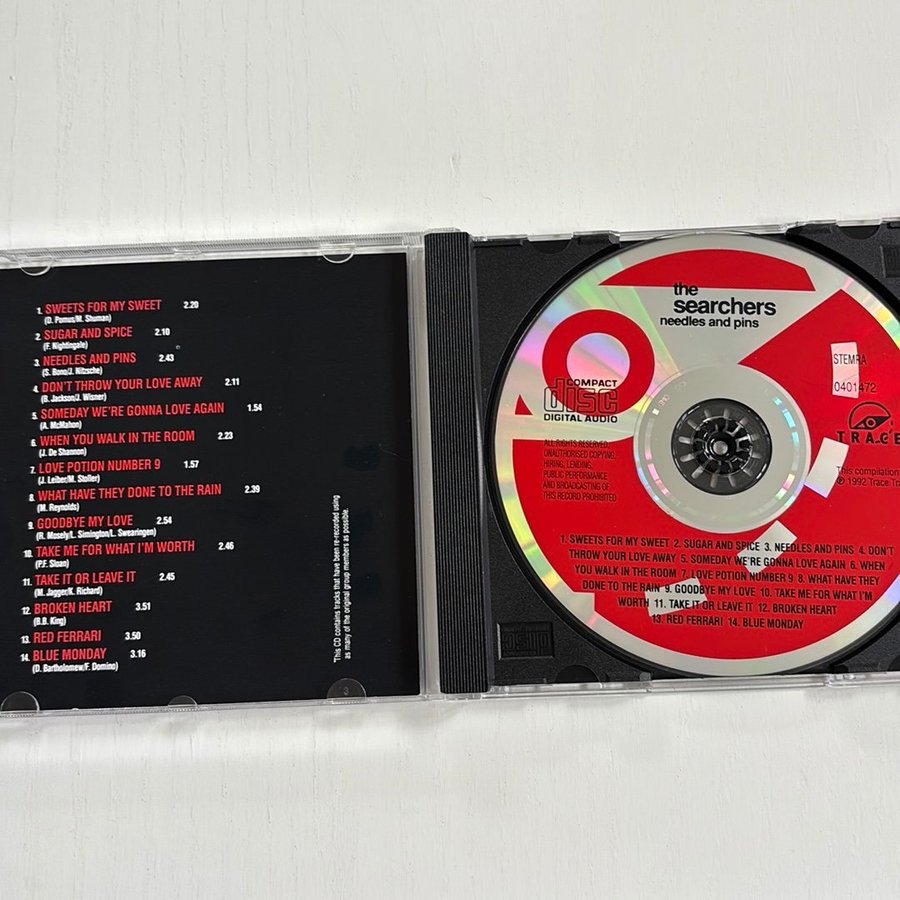 1. SWEETS FOR MY SWEET 2.20
(D. Pomus/M. Shuman)
2. SUGAR AND SPICE 2.10
(F. Nightingale)
3. NEEDLES AND PINS 2.43
(S. Bono/J. Nitzsche)
4. DON'T THROW YOUR LOVE AWAY 2.11
(B. Jackson/J. Wisner)
5. SOMEDAY WE'RE GONNA LOVE AGAIN 1.54
(A. McMahon)
6. WHEN YOU WALK IN THE ROOM 2.23
(J. De Shannon)
7. LOVE POTION NUMBER 9 1.57
(J. Leiber/M. Stoller)
8. WHAT HAVE THEY DONE TO THE RAIN 2.39
(M. Reynolds)
9. GOODBYE MY LOVE 2.54
(R. Mosely/L. Simington/L. Swearingen)
10. TAKE ME FOR WHAT I'M WORTH 2.46
(P.F. Sloan)
11. TAKE IT OR LEAVE IT 2.45
(M. Jagger/K. Richard)
12. BROKEN HEART 3.51
(B.B. King)
13. RED FERRARI 3.50
14. BLUE MONDAY 3.16
(D. Bartholomew/F. Domino)
This CD contains tracks that have been re-recorded using
as many of the original group members as possible.
the
searchers
needles and pins
COMPACT
disc
DIGITAL AUDIO
STEMRA
0401472
TRACE
ALL RIGHTS RESERVED.
UNAUTHORISED COPYING,
HIRING, LENDING,
PUBLIC PERFORMANCE
AND BROADCASTING OF
THIS RECORD PROHIBITED
This compilation
℗ 1992 Trace
1. SWEETS FOR MY SWEET 2. SUGAR AND SPICE 3. NEEDLES AND PINS 4. DON'T
THROW YOUR LOVE AWAY 5. SOMEDAY WE'RE GONNA LOVE AGAIN 6. WHEN
YOU WALK IN THE ROOM 7. LOVE POTION NUMBER 9 8. WHAT HAVE THEY
DONE TO THE RAIN 9. GOODBYE MY LOVE 10. TAKE ME FOR WHAT I'M
WORTH 11. TAKE IT OR LEAVE IT 12. BROKEN HEART
13. RED FERRARI 14. BLUE MONDAY